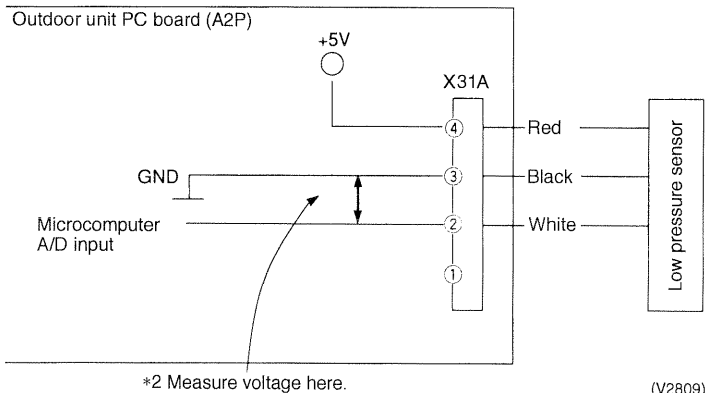 Outdoor unit PC board (A2P)
+5V
X31A
④
Red
GND
③
Black
Microcomputer
A/D input
②
White
①
Low pressure sensor
*2 Measure voltage here.
(V2809)